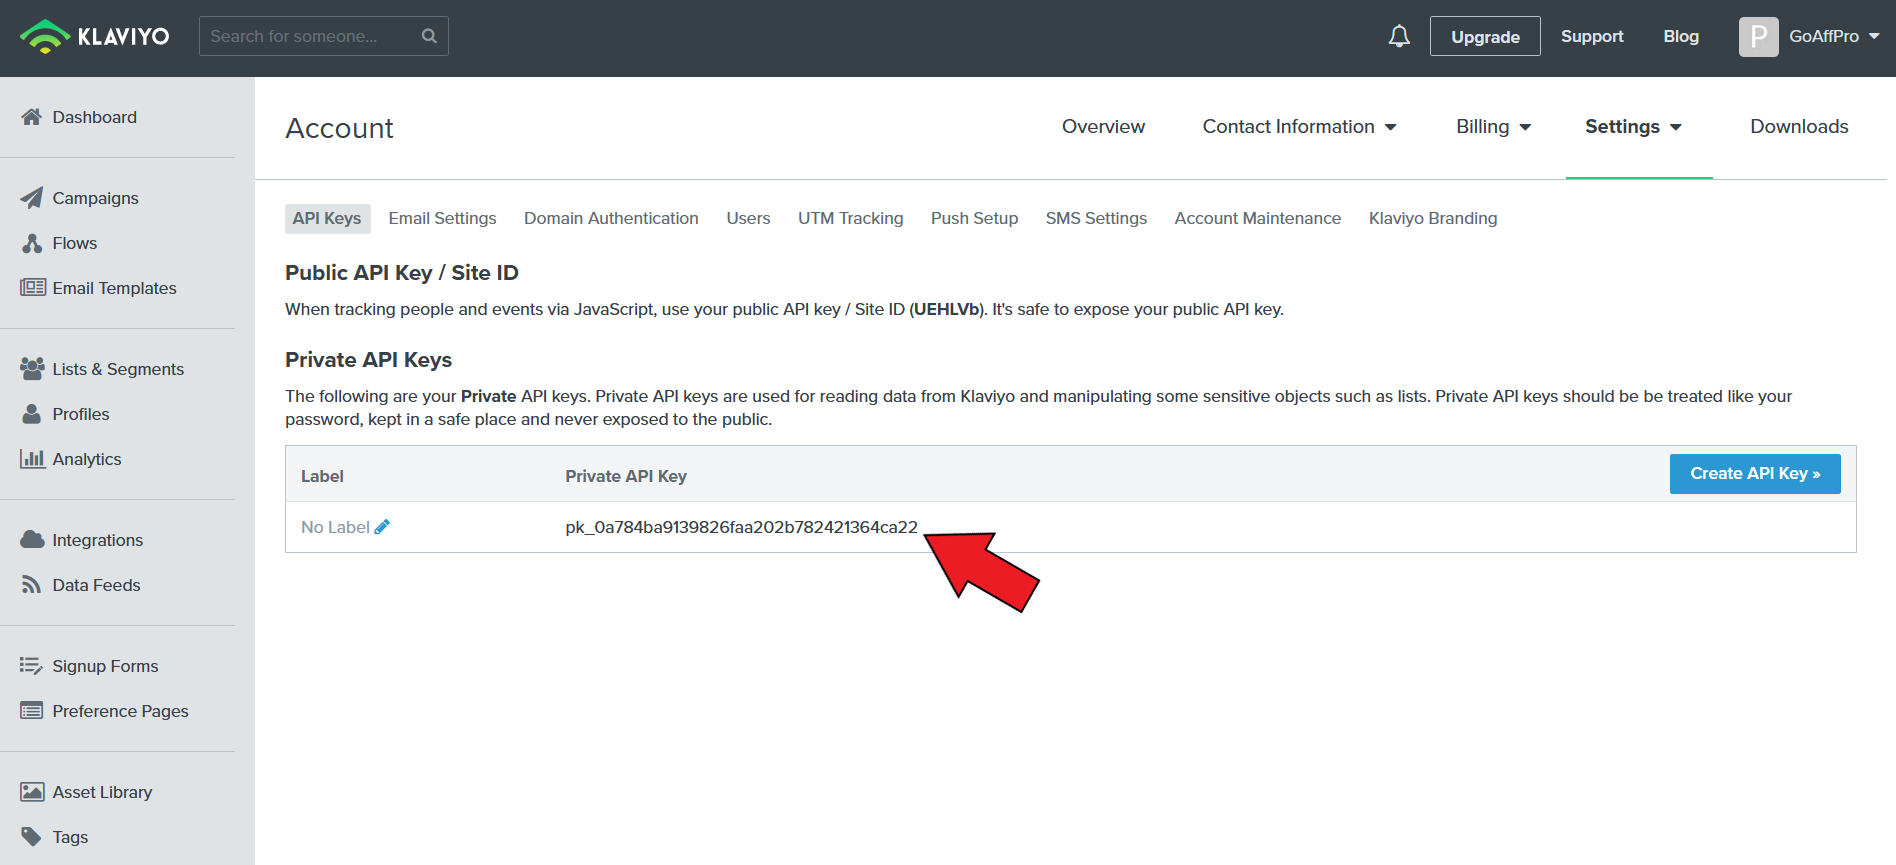 KLAVIYO
Search for someone...
Upgrade
Support
Blog
P
GoAffPro
Dashboard
Campaigns
Flows
Email Templates
Lists & Segments
Profiles
Analytics
Integrations
Data Feeds
Signup Forms
Preference Pages
Asset Library
Tags
Account
Overview
Contact Information
Billing
Settings
Downloads
API Keys
Email Settings
Domain Authentication
Users
UTM Tracking
Push Setup
SMS Settings
Account Maintenance
Klaviyo Branding
Public API Key / Site ID
When tracking people and events via JavaScript, use your public API key / Site ID (UEHLVb). It's safe to expose your public API key.
Private API Keys
The following are your Private API keys. Private API keys are used for reading data from Klaviyo and manipulating some sensitive objects such as lists. Private API keys should be be treated like your
password, kept in a safe place and never exposed to the public.
Label
Private API Key
Create API Key »
No Label
pk_0a784ba9139826faa202b782421364ca22